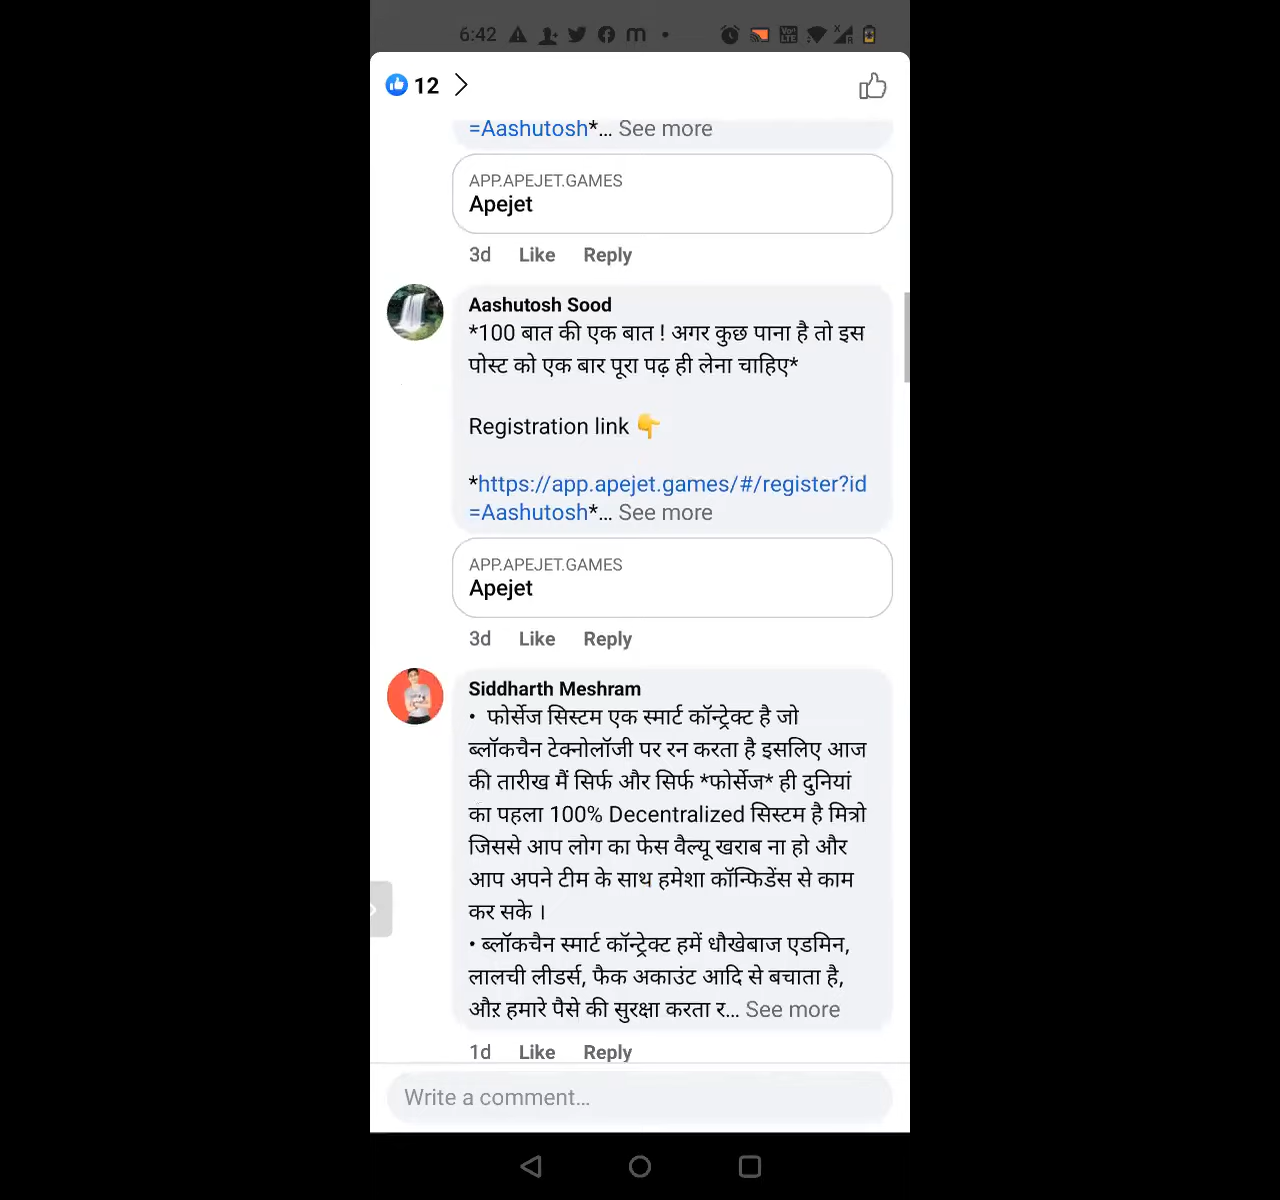 6:42
12
=Aashutosh*... See more
APP.APEJET.GAMES
Apejet
3d Like Reply
Aashutosh Sood
*100 बात की एक बात ! अगर कुछ पाना है तो इस
पोस्ट को एक बार पूरा पढ़ ही लेना चाहिए*
Registration link 👇
*https://app.apejet.games/#/register?id
=Aashutosh*... See more
APP.APEJET.GAMES
Apejet
3d Like Reply
Siddharth Meshram
• फोर्सेज सिस्टम एक स्मार्ट कॉन्ट्रेक्ट है जो
ब्लॉकचैन टेक्नोलॉजी पर रन करता है इसलिए आज
की तारीख मैं सिर्फ और सिर्फ *फोर्सेज* ही दुनियां
का पहला 100% Decentralized सिस्टम है मित्रो
जिससे आप लोग का फेस वैल्यू खराब ना हो और
आप अपने टीम के साथ हमेशा कॉन्फिडेंस से काम
कर सके ।
• ब्लॉकचैन स्मार्ट कॉन्ट्रेक्ट हमें धौखेबाज एडमिन,
लालची लीडर्स, फैक अकाउंट आदि से बचाता है,
औऱ हमारे पैसे की सुरक्षा करता र... See more
1d Like Reply
Write a comment...